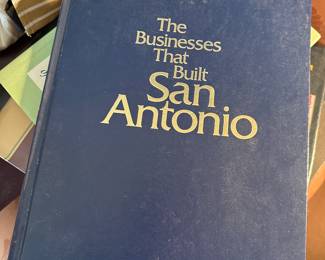 The
Businesses
That
Built
San
Antonio